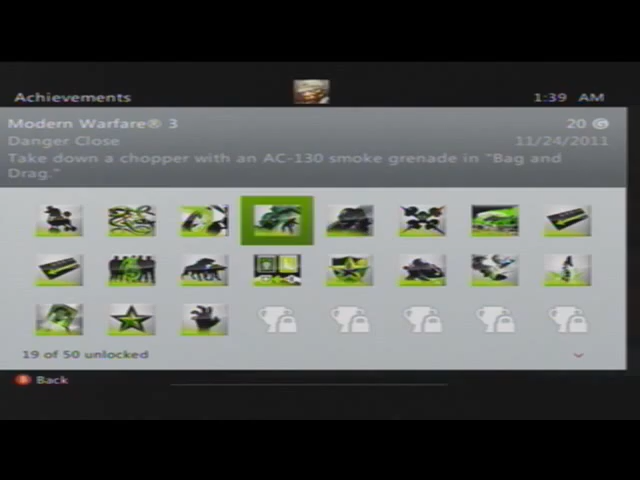 Achievements
1:39 AM
Modern Warfare® 3
20 G
Danger Close
11/24/2011
Take down a chopper with an AC-130 smoke grenade in "Bag and
Drag."
19 of 50 unlocked
B Back